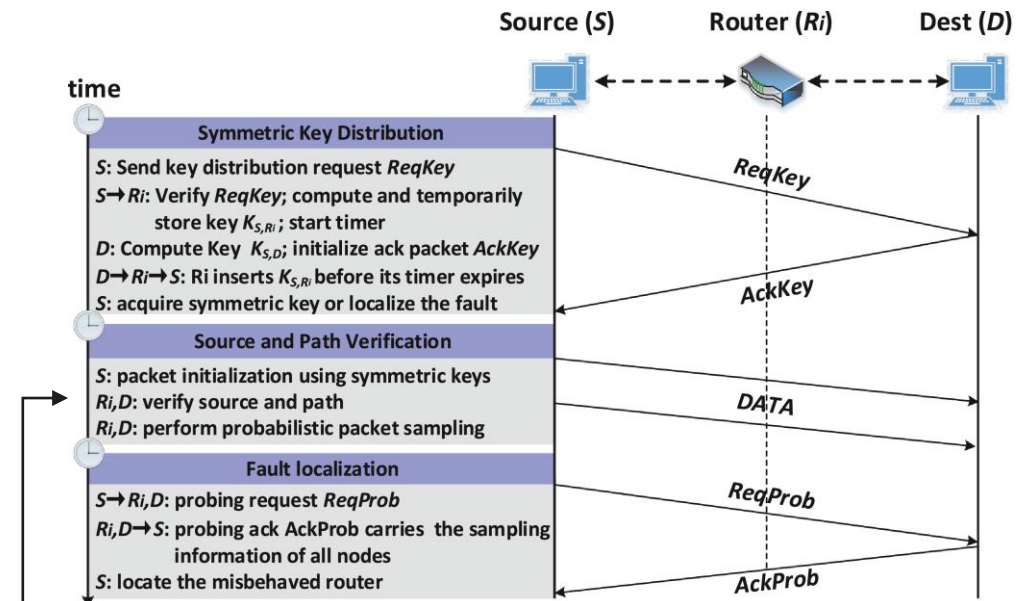 Source (S) Router (Ri) Dest (D)
time
Symmetric Key Distribution
S: Send key distribution request ReqKey
S→Ri: Verify ReqKey; compute and temporarily
store key K_S,Ri ; start timer
D: Compute Key K_S,D; initialize ack packet AckKey
D→Ri→S: Ri inserts K_S,Ri before its timer expires
S: acquire symmetric key or localize the fault
ReqKey
AckKey
Source and Path Verification
S: packet initialization using symmetric keys
Ri,D: verify source and path
Ri,D: perform probabilistic packet sampling
DATA
Fault localization
S→Ri,D: probing request ReqProb
Ri,D→S: probing ack AckProb carries the sampling
information of all nodes
S: locate the misbehaved router
ReqProb
AckProb